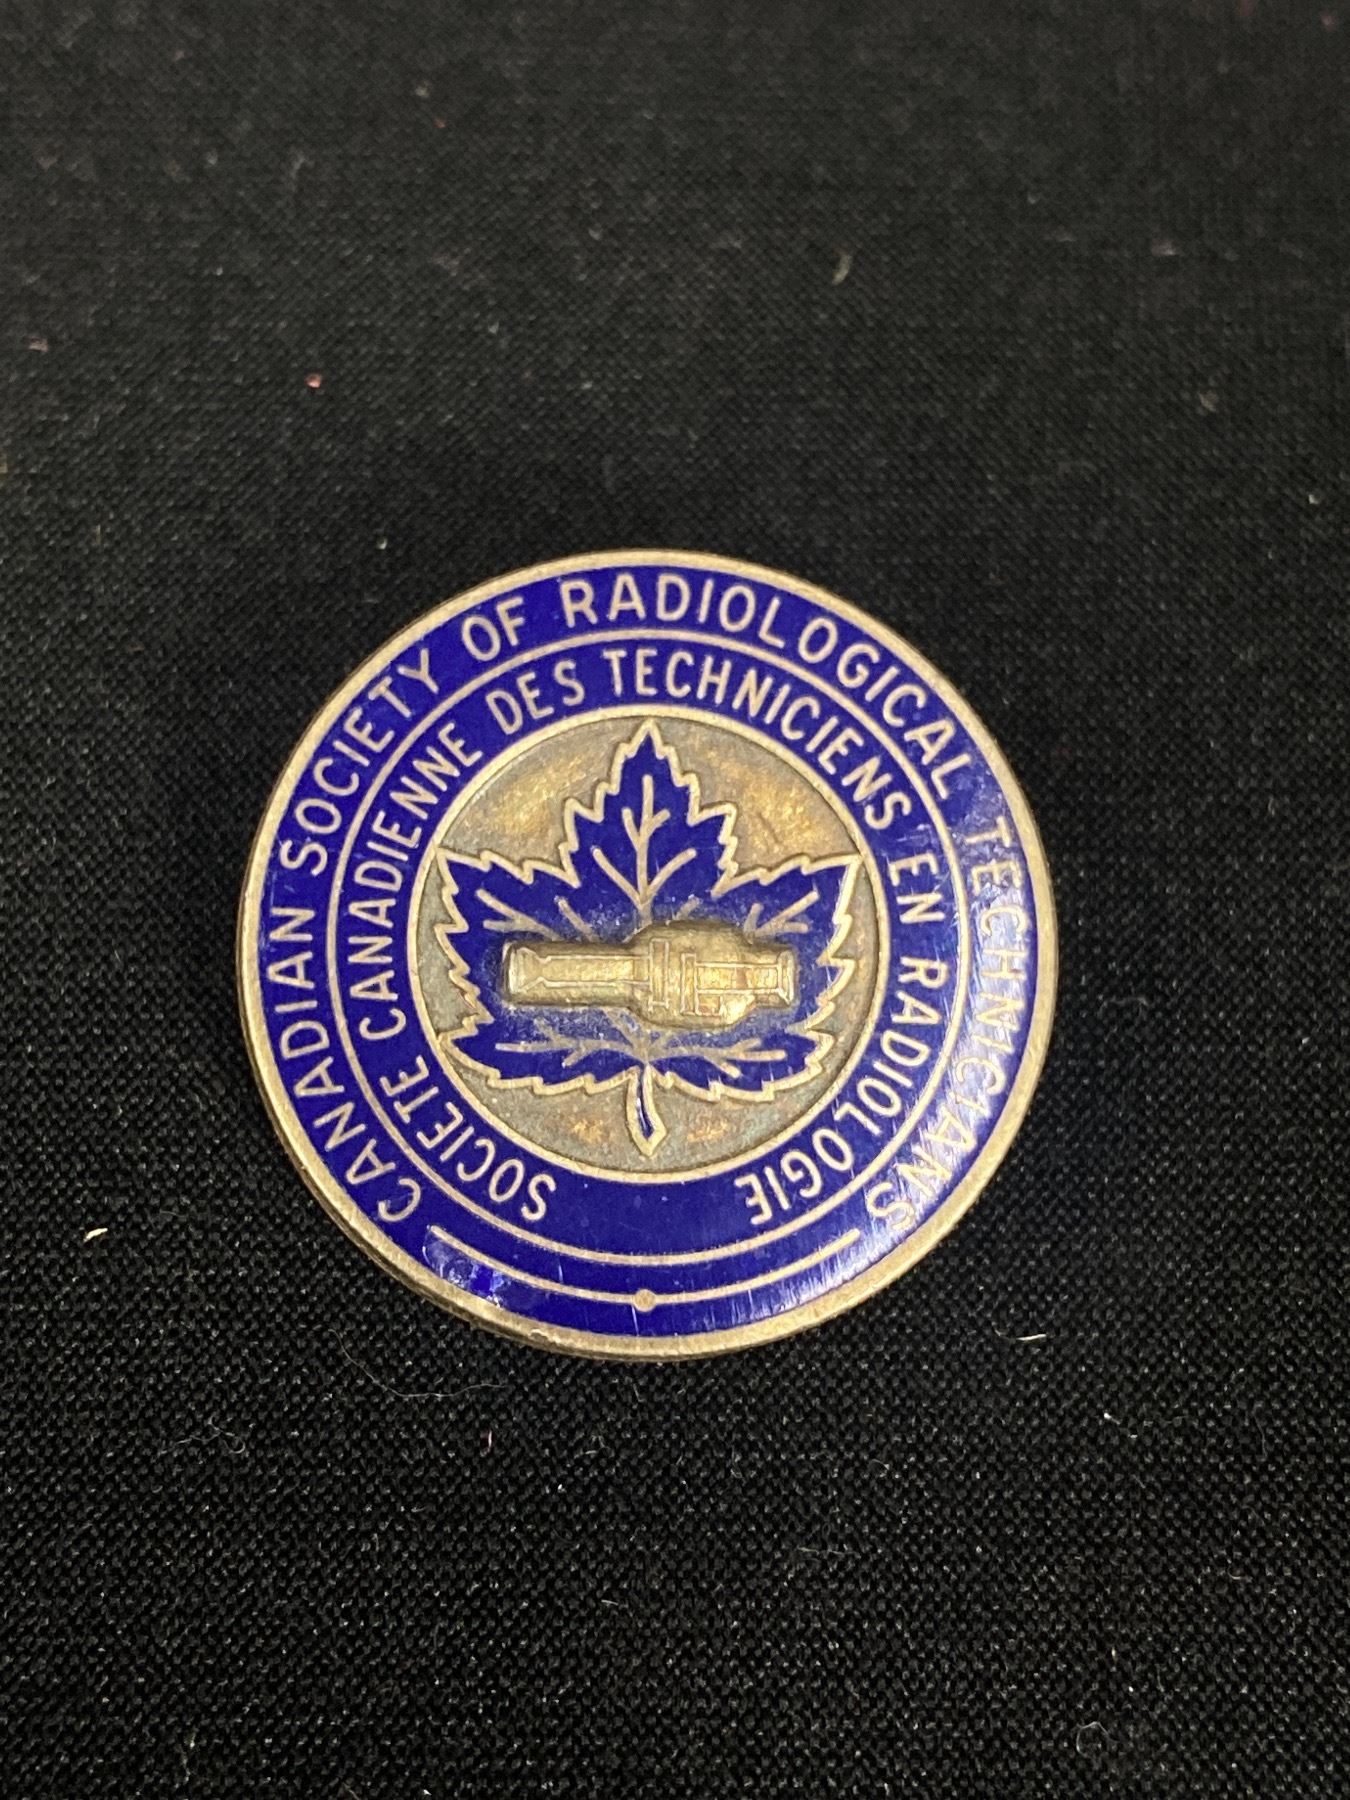 CANADIAN SOCIETY OF RADIOLOGICAL TECHNICIANS
SOCIETE CANADIENNE DES TECHNICIENS EN RADIOLOGIE